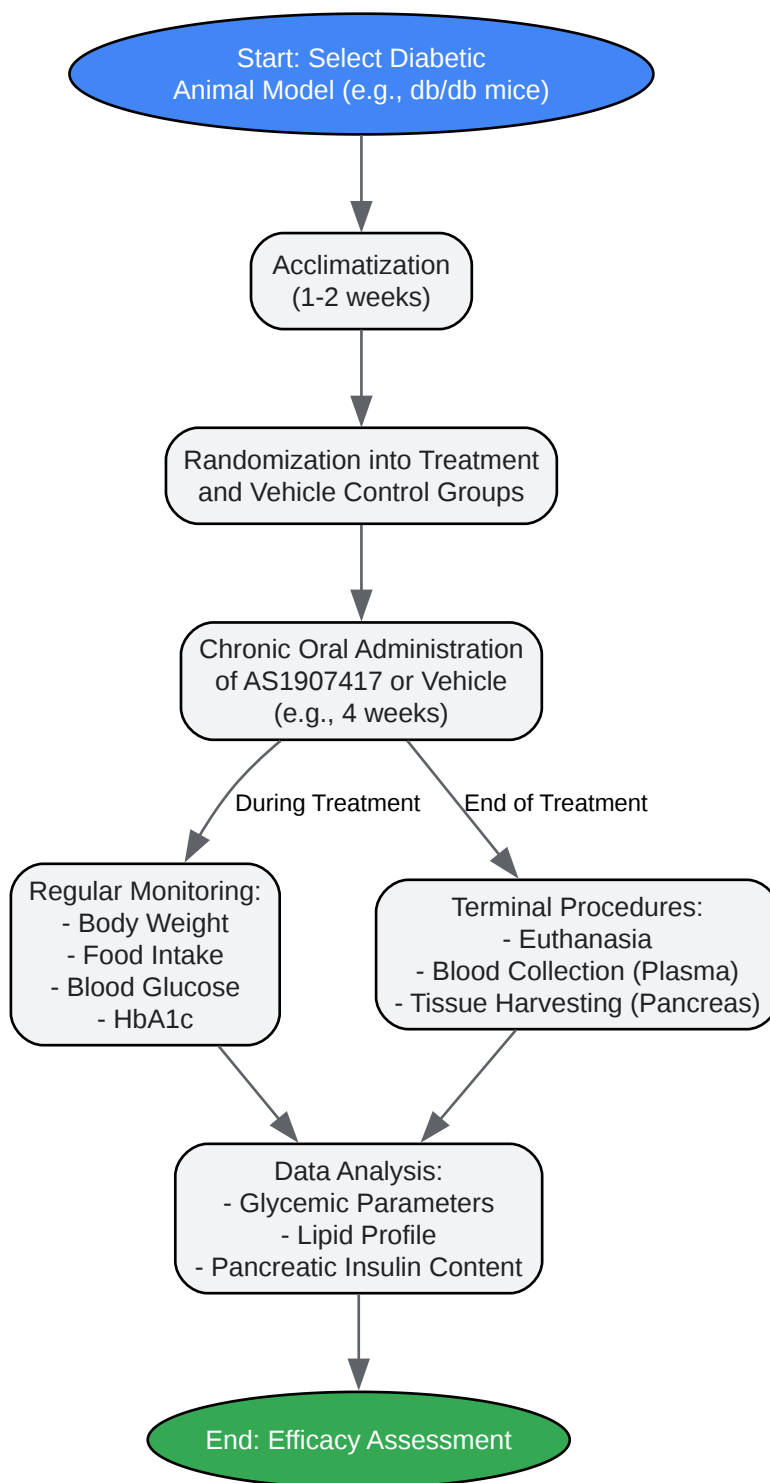 Start: Select Diabetic
Animal Model (e.g., db/db mice)
Acclimatization
(1-2 weeks)
Randomization into Treatment
and Vehicle Control Groups
Chronic Oral Administration
of AS1907417 or Vehicle
(e.g., 4 weeks)
During Treatment
End of Treatment
Regular Monitoring:
- Body Weight
- Food Intake
- Blood Glucose
- HbA1c
Terminal Procedures:
- Euthanasia
- Blood Collection (Plasma)
- Tissue Harvesting (Pancreas)
Data Analysis:
- Glycemic Parameters
- Lipid Profile
- Pancreatic Insulin Content
End: Efficacy Assessment